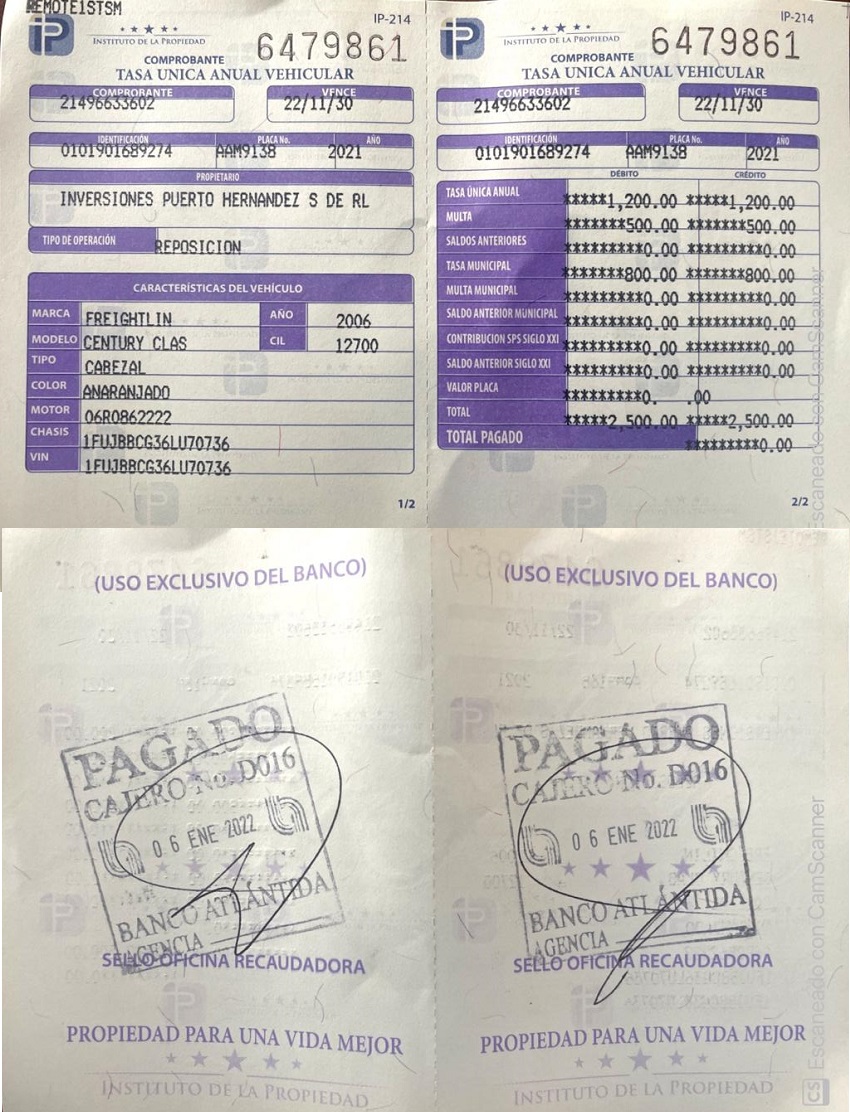 REMOTE1STSM
IP-214
iP
INSTITUTO DE LA PROPIEDAD
6479861
COMPROBANTE
TASA UNICA ANUAL VEHICULAR
COMPROBANTE VENCE
21496633602 22/11/30
IDENTIFICACIÓN PLACA No. AÑO
0101901689274 AAM9138 2021
PROPIETARIO
INVERSIONES PUERTO HERNANDEZ S DE RL
TIPO DE OPERACIÓN REPOSICION
CARACTERÍSTICAS DEL VEHÍCULO
MARCA FREIGHTLIN AÑO 2006
MODELO CENTURY CLAS CIL 12700
TIPO CABEZAL
COLOR ANARANJADO
MOTOR 06R0862222
CHASIS 1FUJBBCG36LU70736
VIN 1FUJBBCG36LU70736
1/2
IP-214
iP
INSTITUTO DE LA PROPIEDAD
6479861
COMPROBANTE
TASA UNICA ANUAL VEHICULAR
COMPROBANTE VENCE
21496633602 22/11/30
IDENTIFICACIÓN PLACA No. AÑO
0101901689274 AAM9138 2021
DÉBITO CRÉDITO
TASA ÚNICA ANUAL *****1,200.00 *****1,200.00
MULTA *******500.00 *******500.00
SALDOS ANTERIORES *********0.00 *********0.00
TASA MUNICIPAL *******800.00 *******800.00
MULTA MUNICIPAL *********0.00 *********0.00
SALDO ANTERIOR MUNICIPAL *********0.00 *********0.00
CONTRIBUCION SPS SIGLO XXI *********0.00 *********0.00
SALDO ANTERIOR SIGLO XXI *********0.00 *********0.00
VALOR PLACA *********0. .00
TOTAL *****2,500.00 *****2,500.00
TOTAL PAGADO *********0.00
2/2
(USO EXCLUSIVO DEL BANCO)
PAGADO
CAJERO No. D016
06 ENE 2022
BANCO ATLÁNTIDA
AGENCIA
SELLO OFICINA RECAUDADORA
PROPIEDAD PARA UNA VIDA MEJOR
INSTITUTO DE LA PROPIEDAD
(USO EXCLUSIVO DEL BANCO)
PAGADO
CAJERO No. D016
06 ENE 2022
BANCO ATLÁNTIDA
AGENCIA
SELLO OFICINA RECAUDADORA
PROPIEDAD PARA UNA VIDA MEJOR
INSTITUTO DE LA PROPIEDAD
Escaneado con CamScanner
CS Escaneado con CamScanner